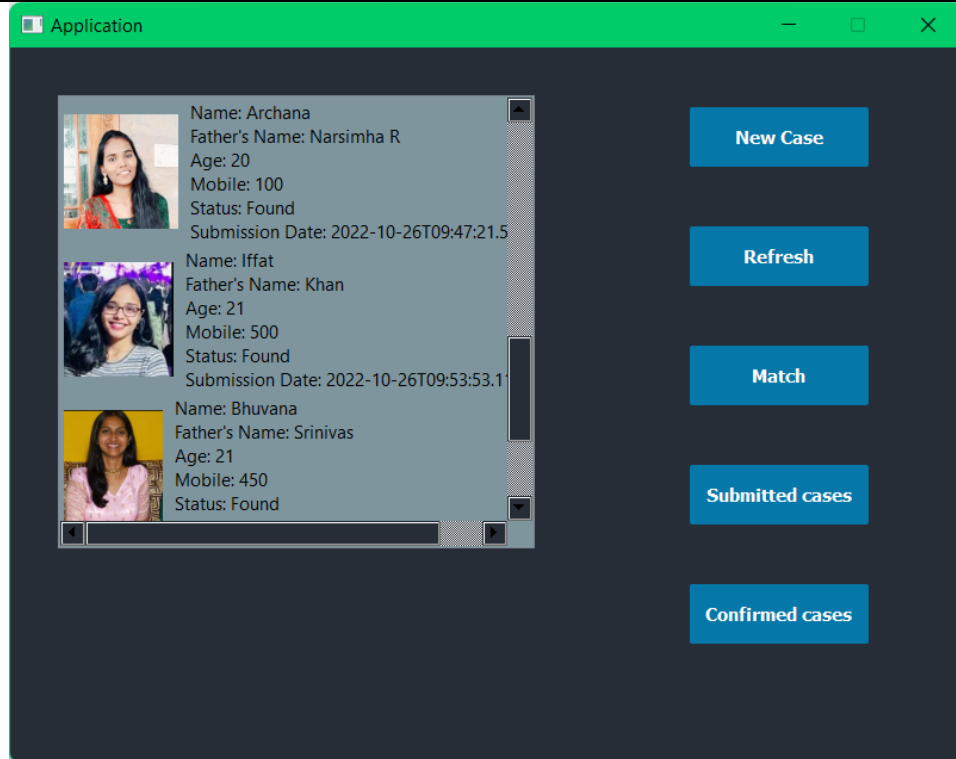 Application
Name: Archana
Father's Name: Narsimha R
Age: 20
Mobile: 100
Status: Found
Submission Date: 2022-10-26T09:47:21.5
Name: Iffat
Father's Name: Khan
Age: 21
Mobile: 500
Status: Found
Submission Date: 2022-10-26T09:53:53.1
Name: Bhuvana
Father's Name: Srinivas
Age: 21
Mobile: 450
Status: Found
New Case
Refresh
Match
Submitted cases
Confirmed cases